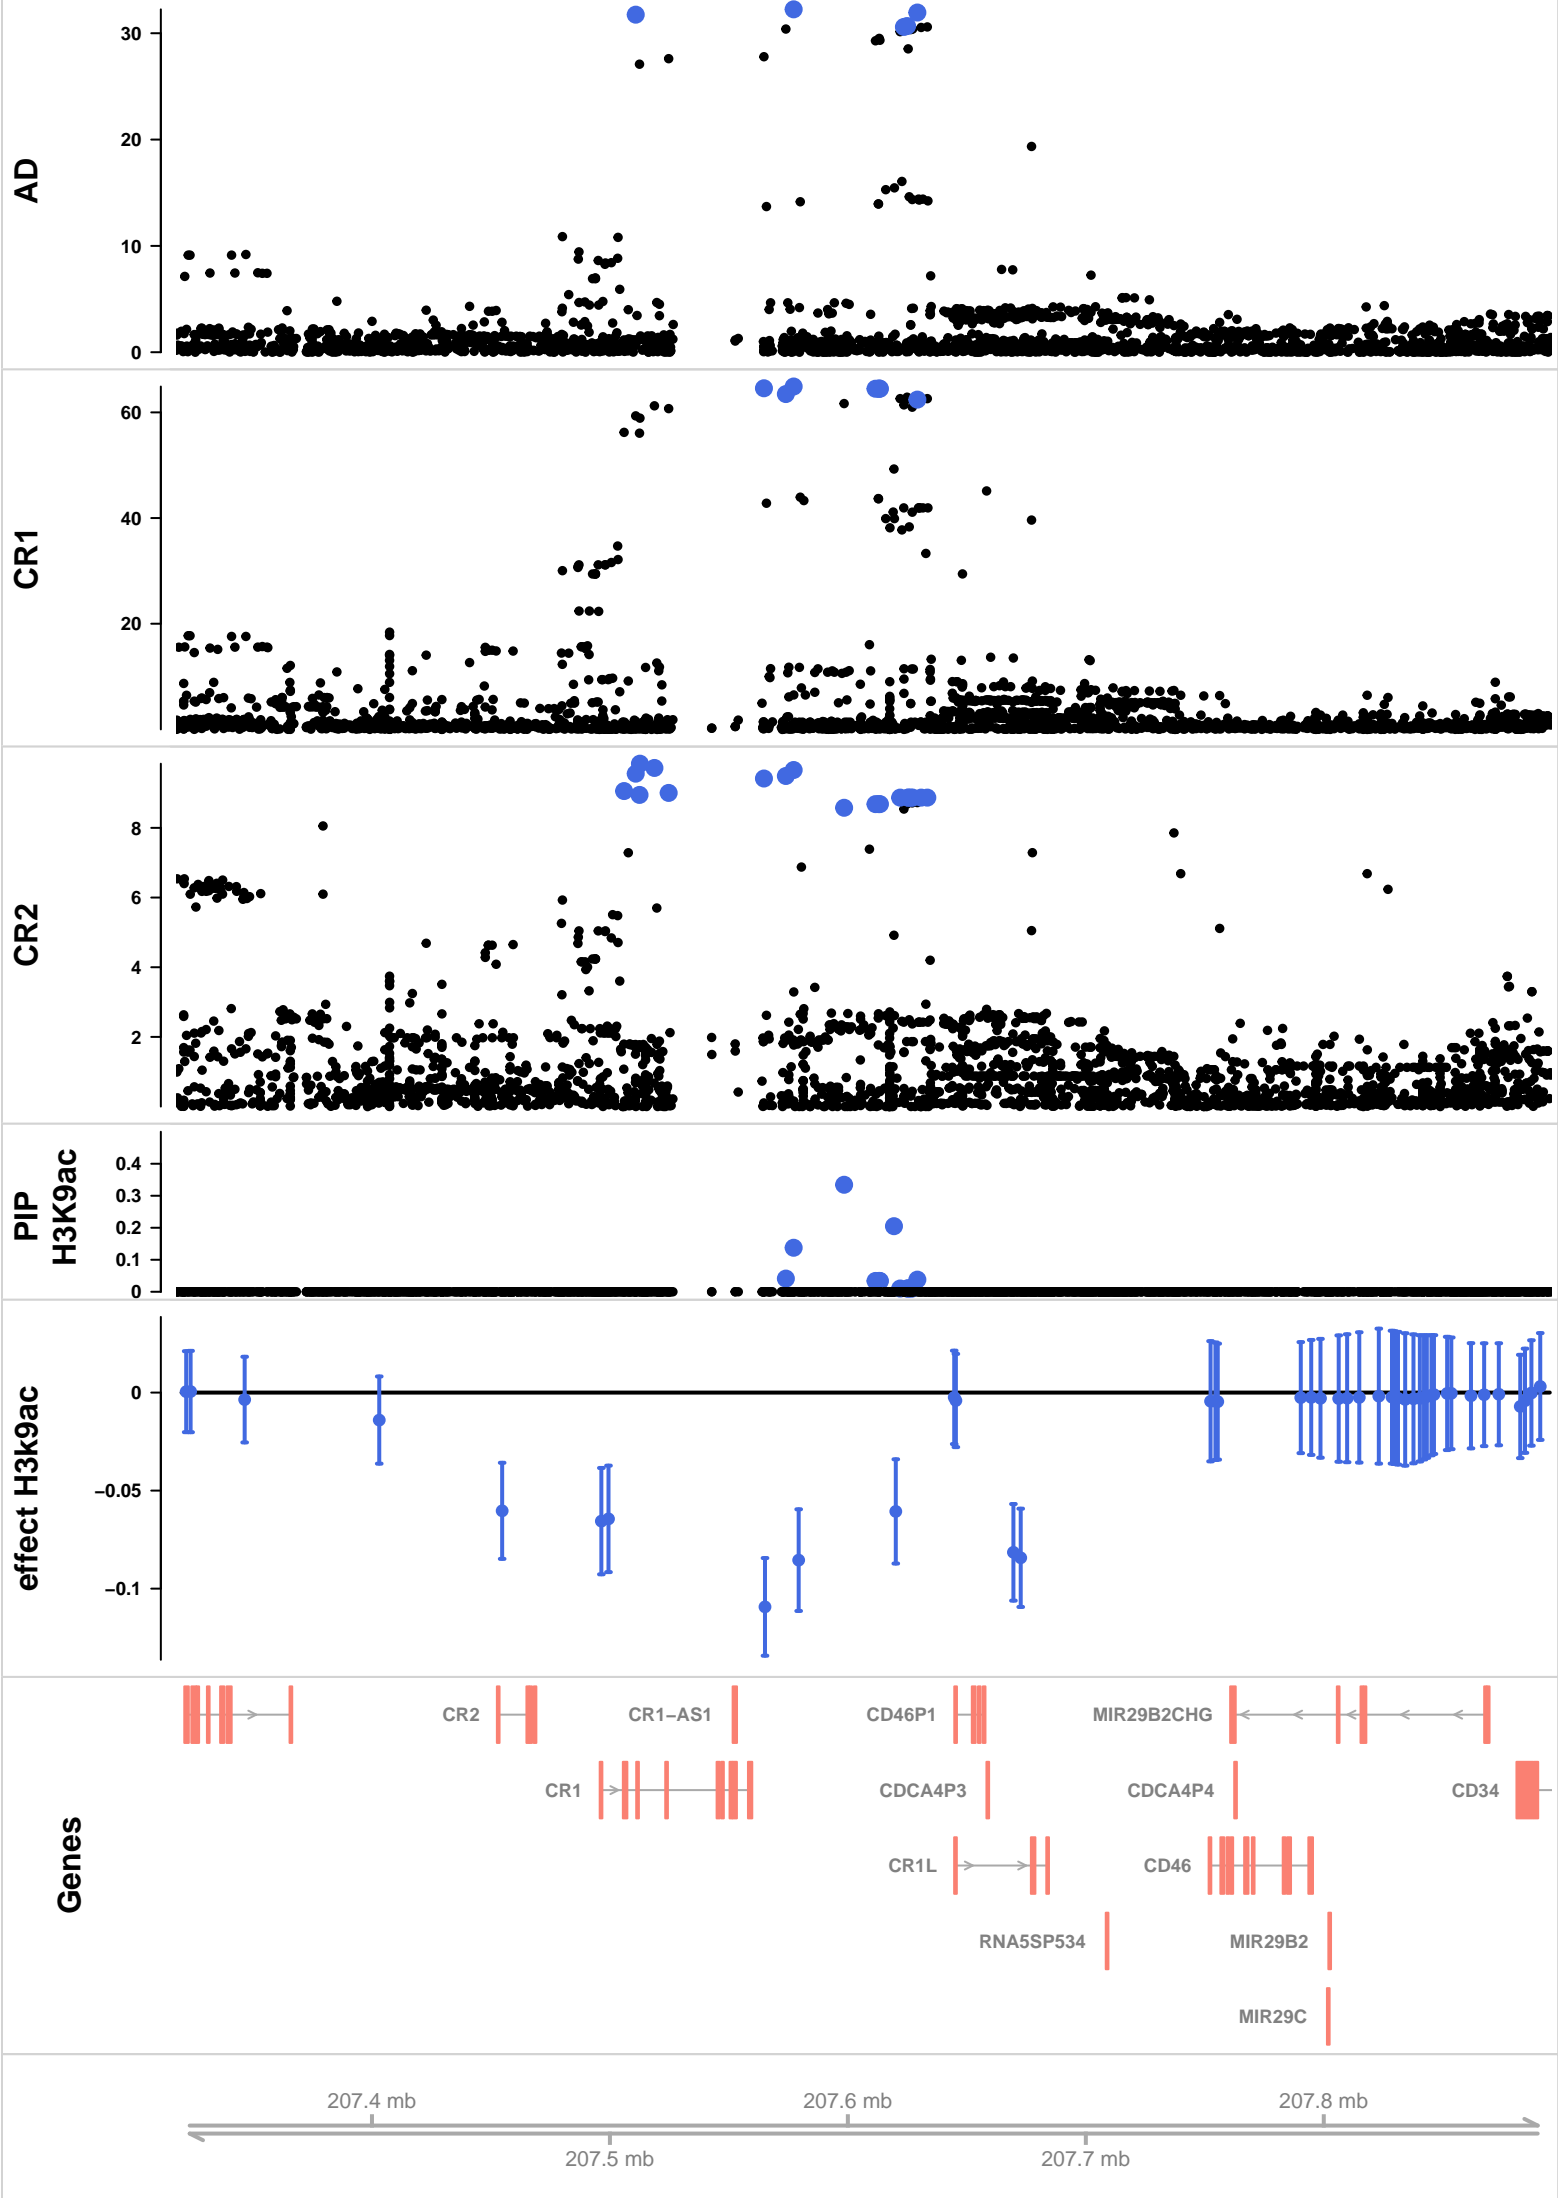 AD
30
20
10
0
CR1
60
40
20
CR2
8
6
4
2
PIP
H3K9ac
0.4
0.3
0.2
0.1
0
effect H3k9ac
0
−0.05
−0.1
Genes
CR2
CR1−AS1
CD46P1
MIR29B2CHG
CR1
CDCA4P3
CDCA4P4
CD34
CR1L
CD46
RNA5SP534
MIR29B2
MIR29C
207.4 mb
207.6 mb
207.8 mb
207.5 mb
207.7 mb